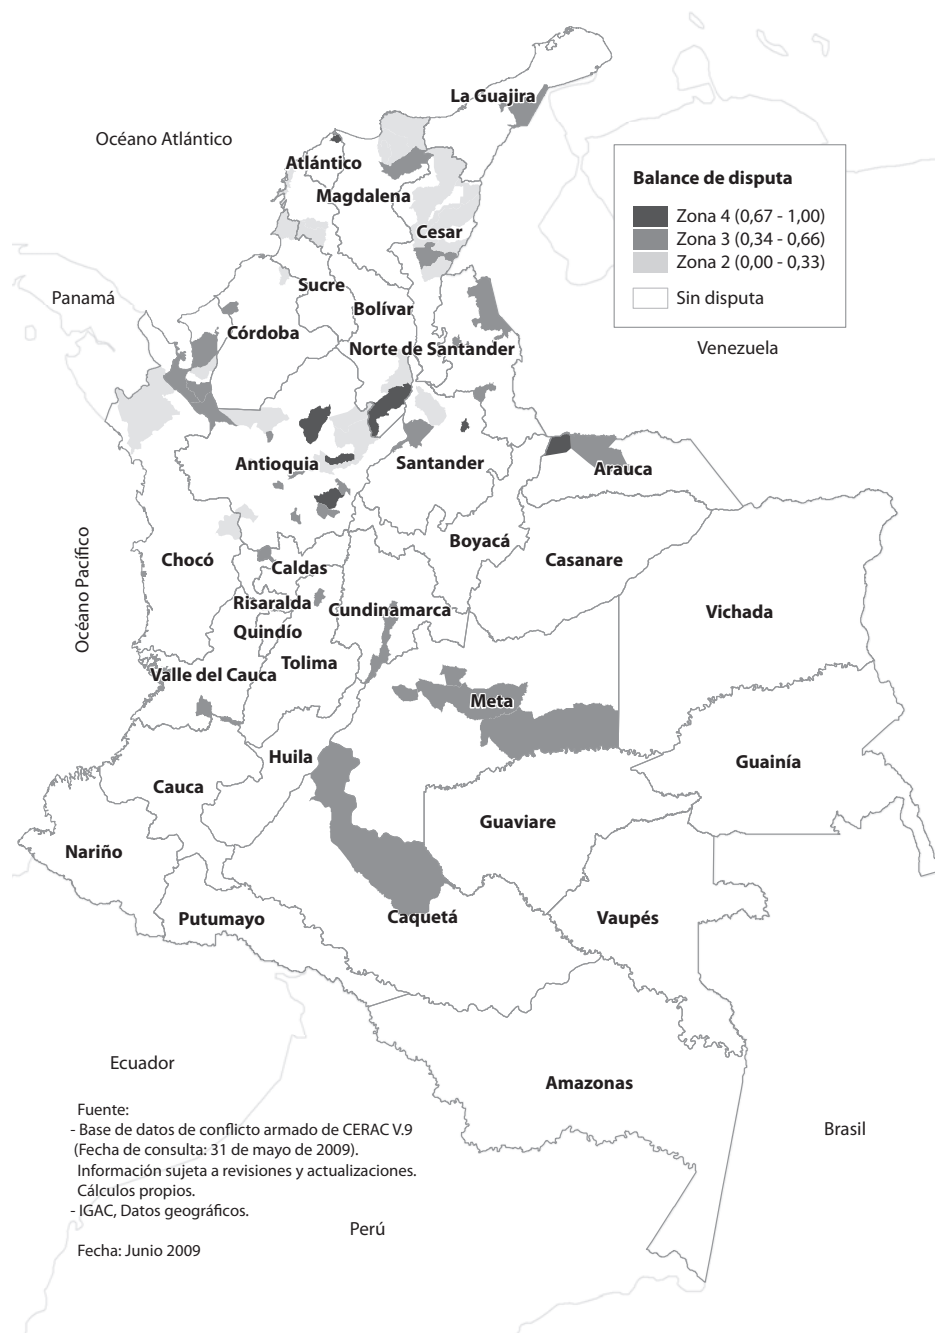 La Guajira
Océano Atlántico
Atlántico
Magdalena
Cesar
Balance de disputa
Zona 4 (0,67 - 1,00)
Zona 3 (0,34 - 0,66)
Zona 2 (0,00 - 0,33)
Sin disputa
Panamá
Sucre
Bolívar
Córdoba
Norte de Santander
Venezuela
Antioquia
Santander
Arauca
Océano Pacífico
Chocó
Boyacá
Casanare
Caldas
Risaralda
Cundinamarca
Vichada
Quindío
Tolima
Valle del Cauca
Meta
Huila
Guainía
Cauca
Guaviare
Nariño
Putumayo
Caquetá
Vaupés
Ecuador
Amazonas
Brasil
Fuente:
- Base de datos de conflicto armado de CERAC V.9
(Fecha de consulta: 31 de mayo de 2009).
Información sujeta a revisiones y actualizaciones.
Cálculos propios.
- IGAC, Datos geográficos.
Perú
Fecha: Junio 2009